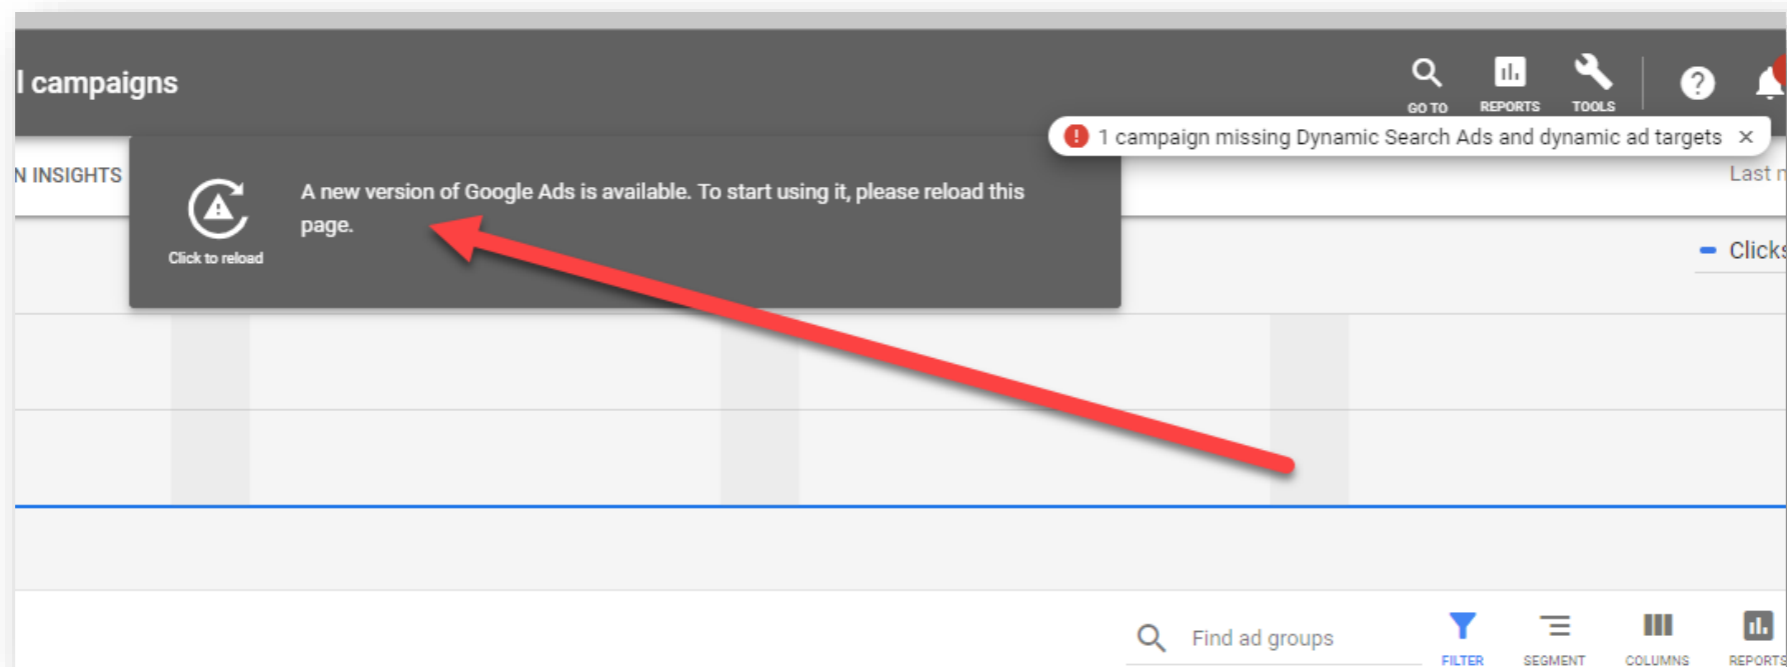 l campaigns
GO TO
REPORTS
TOOLS
1 campaign missing Dynamic Search Ads and dynamic ad targets
N INSIGHTS
A new version of Google Ads is available. To start using it, please reload this
page.
Click to reload
Last
Clicks
Find ad groups
FILTER
SEGMENT
COLUMNS
REPORTS